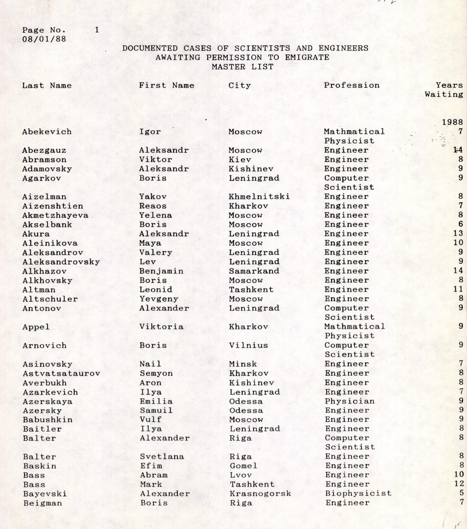 Page No. 1
08/01/88
DOCUMENTED CASES OF SCIENTISTS AND ENGINEERS
AWAITING PERMISSION TO EMIGRATE
MASTER LIST
Last Name First Name City Profession Years
Waiting
1988
Abekevich Igor Moscow Mathmatical 7
Physicist
Abezgauz Aleksandr Moscow Engineer 14
Abramson Viktor Kiev Engineer 8
Adamovsky Aleksandr Kishinev Engineer 9
Agarkov Boris Leningrad Computer 9
Scientist
Aizelman Yakov Khmelnitski Engineer 8
Aizenshtien Reaos Kharkov Engineer 7
Akmetzhayeva Yelena Moscow Engineer 8
Akselbank Boris Moscow Engineer 6
Akura Aleksandr Leningrad Engineer 13
Aleinikova Maya Moscow Engineer 10
Aleksandrov Valery Leningrad Engineer 9
Aleksandrovsky Lev Leningrad Engineer 9
Alkhazov Benjamin Samarkand Engineer 14
Alkhovsky Boris Moscow Engineer 8
Altman Leonid Tashkent Engineer 11
Altschuler Yevgeny Moscow Engineer 8
Antonov Alexander Leningrad Computer 9
Scientist
Appel Viktoria Kharkov Mathmatical 9
Physicist
Arnovich Boris Vilnius Computer 9
Scientist
Asinovsky Nail Minsk Engineer 7
Astvatsataurov Semyon Kharkov Engineer 8
Averbukh Aron Kishinev Engineer 8
Azarkevich Ilya Leningrad Engineer 7
Azerskaya Emilia Odessa Physician 9
Azersky Samuil Odessa Engineer 9
Babushkin Vulf Moscow Engineer 9
Baitler Ilya Leningrad Engineer 8
Balter Alexander Riga Computer 8
Scientist
Balter Svetlana Riga Engineer 8
Baskin Efim Gomel Engineer 8
Bass Abram Lvov Engineer 10
Bass Mark Tashkent Engineer 12
Bayevski Alexander Krasnogorsk Biophysicist 5
Beigman Boris Riga Engineer 7